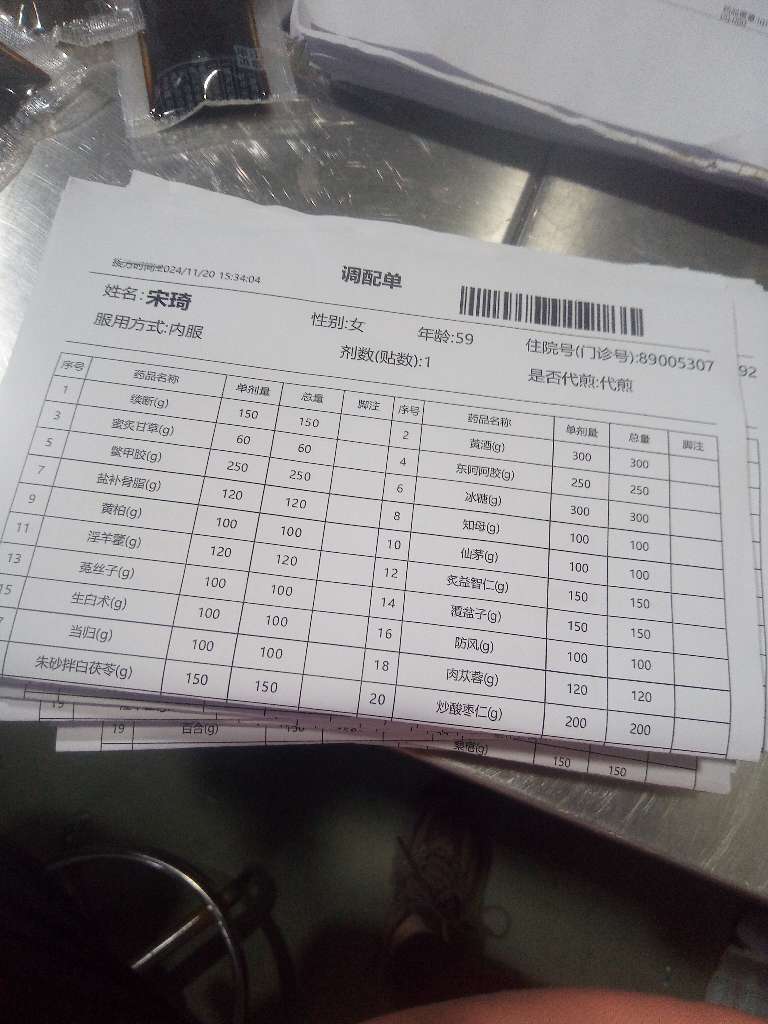 2024/11/20 15:34:04
调配单
姓名:宋琦 性别:女 年龄:59 住院号(门诊号):89005307
服用方式:内服 剂数(贴数):1 是否代煎:代煎
序号 药品名称 单剂量 总量 脚注 序号 药品名称 单剂量 总量 脚注
1 续断(g) 150 150 2 黄酒(g) 300 300
3 蜜炙甘草(g) 60 60 4 东阿阿胶(g) 250 250
5 鳖甲胶(g) 250 250 6 冰糖(g) 300 300
7 盐补骨脂(g) 120 120 8 知母(g) 100 100
9 黄柏(g) 100 100 10 仙茅(g) 100 100
11 淫羊藿(g) 120 120 12 炙益智仁(g) 150 150
13 菟丝子(g) 100 100 14 覆盆子(g) 150 150
15 生白术(g) 100 100 16 防风(g) 100 100
7 当归(g) 100 100 18 肉苁蓉(g) 120 120
朱砂拌白茯苓(g) 150 150 20 炒酸枣仁(g) 200 200
92
19 百合(g) 150 150